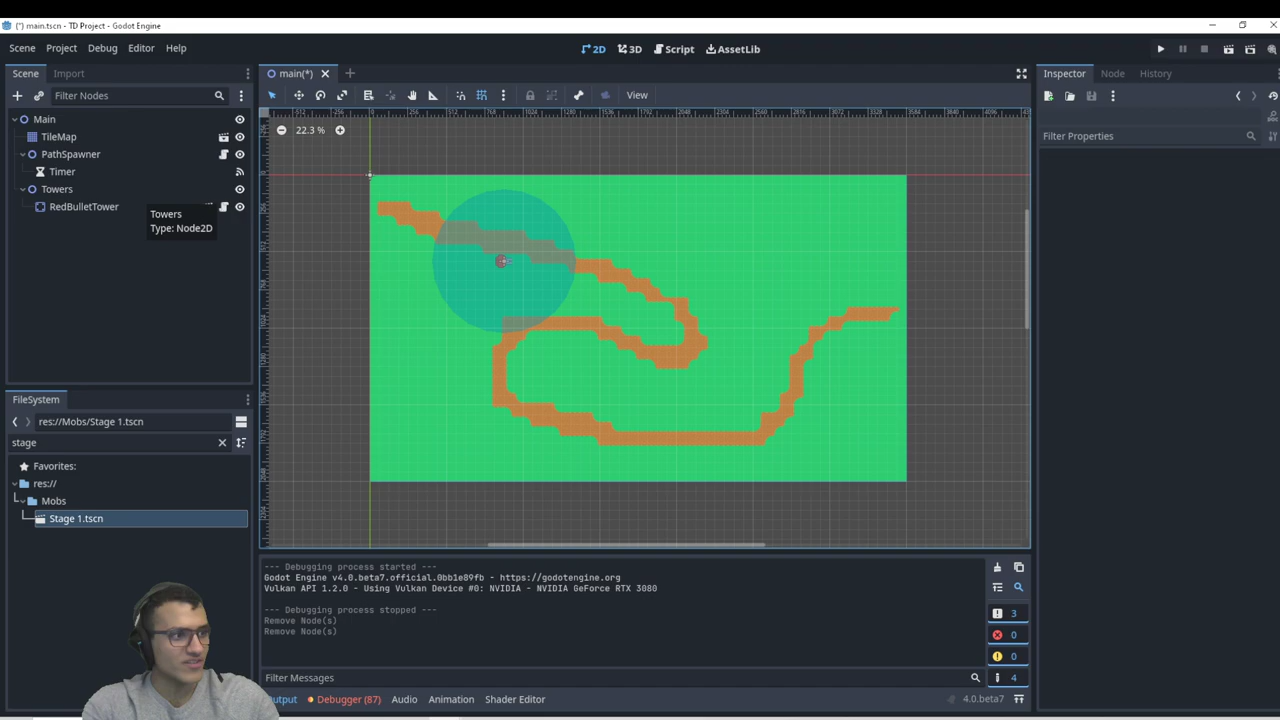 (*) main.tscn - TD Project - Godot Engine
Scene Project Debug Editor Help
2D 3D Script AssetLib
Scene Import
Filter Nodes
Main
TileMap
PathSpawner
Timer
Towers
RedBulletTower
Towers
Type: Node2D
FileSystem
res://Mobs/Stage 1.tscn
stage
Favorites:
res://
Mobs
Stage 1.tscn
main(*)
View
22.3 %
--- Debugging process started ---
Godot Engine v4.0.beta7.official.0bb1e89fb - https://godotengine.org
Vulkan API 1.2.0 - Using Vulkan Device #0: NVIDIA - NVIDIA GeForce RTX 3080
--- Debugging process stopped ---
Remove Node(s)
Remove Node(s)
3
0
0
4
Filter Messages
utput Debugger (87) Audio Animation Shader Editor
4.0.beta7
Inspector Node History
Filter Properties